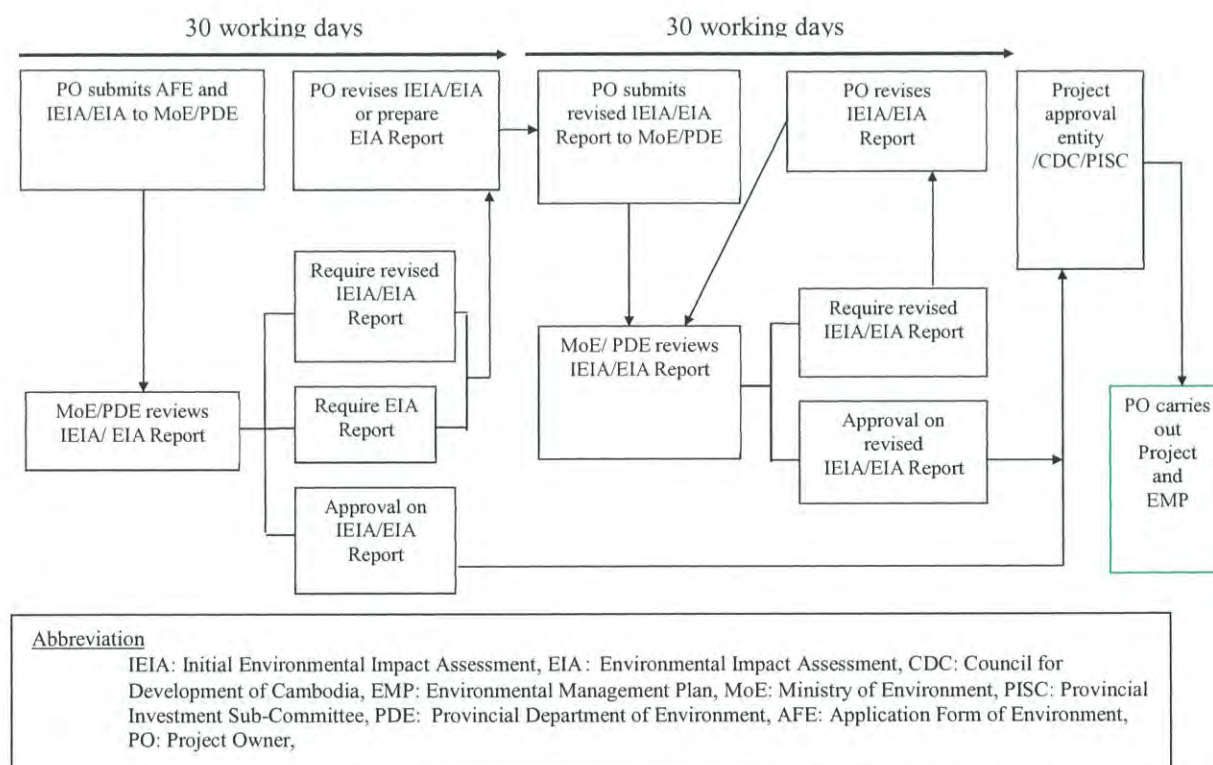 30 working days
30 working days
PO submits AFE and
IEIA/EIA to MoE/PDE
PO revises IEIA/EIA
or prepare
EIA Report
PO submits
revised IEIA/EIA
Report to MoE/PDE
PO revises
IEIA/EIA
Report
Project
approval
entity
/CDC/PISC
Require revised
IEIA/EIA
Report
Require EIA
Report
Approval on
IEIA/EIA
Report
MoE/PDE reviews
IEIA/ EIA Report
MoE/ PDE reviews
IEIA/EIA Report
Require revised
IEIA/EIA Report
Approval on
revised
IEIA/EIA Report
PO carries
out
Project
and
EMP
Abbreviation
IEIA: Initial Environmental Impact Assessment, EIA : Environmental Impact Assessment, CDC: Council for
Development of Cambodia, EMP: Environmental Management Plan, MoE: Ministry of Environment, PISC: Provincial
Investment Sub-Committee, PDE: Provincial Department of Environment, AFE: Application Form of Environment,
PO: Project Owner,